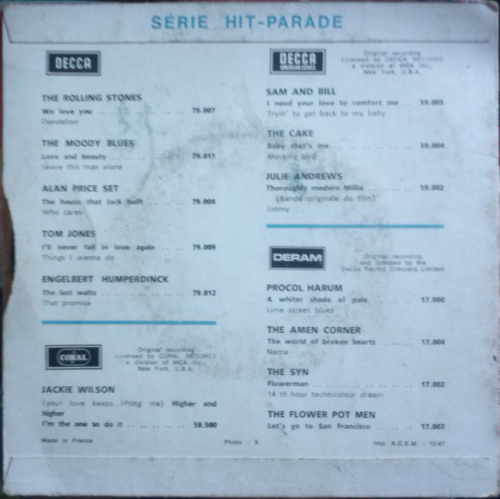 SÉRIE HIT-PARADE
DECCA
THE ROLLING STONES
We love you .. .. .. .. .. 79.007
Dandelion
THE MOODY BLUES
Love and beauty .. .. .. .. 79.011
Leave this man alone
ALAN PRICE SET
The house that Jack built .. .. 79.008
Who cares
TOM JONES
I'll never fall in love again .. .. 79.009
Things I wanna do
ENGELBERT HUMPERDINCK
The last waltz .. .. .. .. 79.012
That promise
CORAL
Original recording
Licensed by CORAL RECORDS
a division of MCA Inc.,
New York, U.S.A.
JACKIE WILSON
(your love keeps lifting me) Higher and
higher
I'm the one to do it .. .. .. .. 59.500
Made in France
DECCA
Original recording
Licensed by DECCA RECORDS
a division of MCA Inc.,
New York, U.S.A.
SAM AND BILL
I need your love to comfort me .. 59.005
Tryin' to get back to my baby
THE CAKE
Baby that's me .. .. .. .. 59.004
Mocking bird
JULIE ANDREWS
Thoroughly modern Millie .. .. .. 59.002
(Bande originale du film)
Jimmy
DERAM
Original recording
and licensed by the
Decca Record Company Limited
PROCOL HARUM
A whiter shade of pale .. .. .. 17.000
Lime street blues
THE AMEN CORNER
The world of broken hearts .. .. 17.004
Nema
THE SYN
Flowerman .. .. .. .. .. 17.002
14 th hour technicolour dream
THE FLOWER POT MEN
Let's go to San Francisco .. .. 17.003
Photo : X
Imp. A.C.E.M. - 12-67